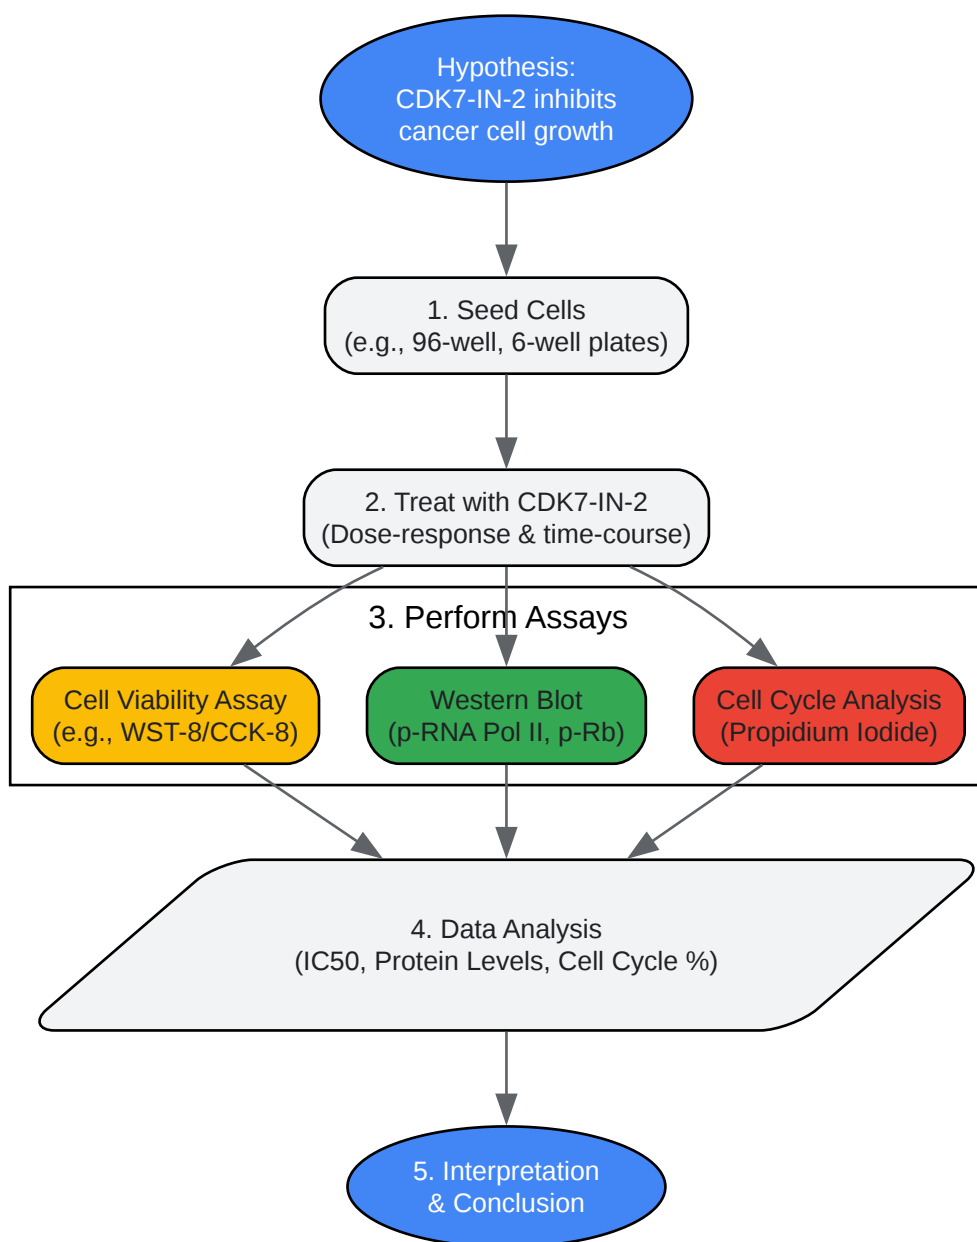 Hypothesis:
CDK7-IN-2 inhibits
cancer cell growth
1. Seed Cells
(e.g., 96-well, 6-well plates)
2. Treat with CDK7-IN-2
(Dose-response & time-course)
3. Perform Assays
Cell Viability Assay
(e.g., WST-8/CCK-8)
Western Blot
(p-RNA Pol II, p-Rb)
Cell Cycle Analysis
(Propidium Iodide)
4. Data Analysis
(IC50, Protein Levels, Cell Cycle %)
5. Interpretation
& Conclusion